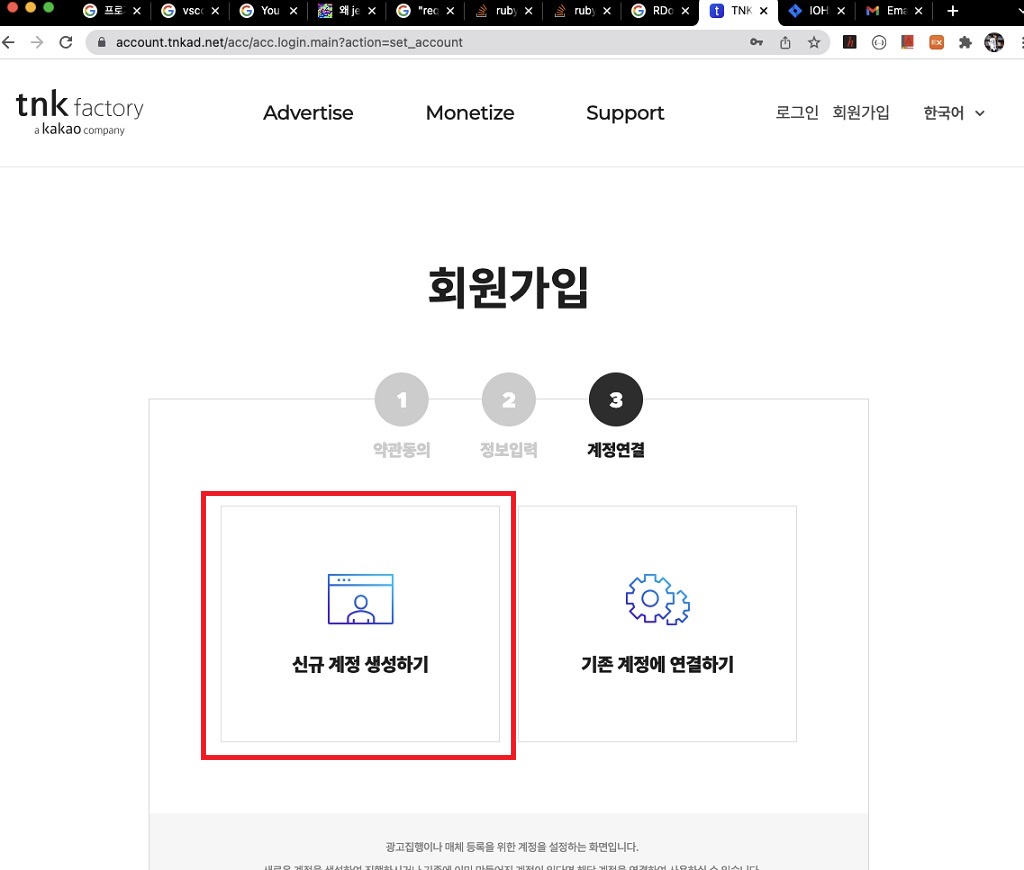 프로
vsc
You
왜 je
"req
ruby
ruby
RDo
TNK
IOH
Ema
account.tnkad.net/acc/acc.login.main?action=set_account
tnk factory
a kakao company
Advertise
Monetize
Support
로그인
회원가입
한국어
회원가입
1
2
3
약관동의
정보입력
계정연결
신규 계정 생성하기
기존 계정에 연결하기
광고집행이나 매체 등록을 위한 계정을 설정하는 화면입니다.